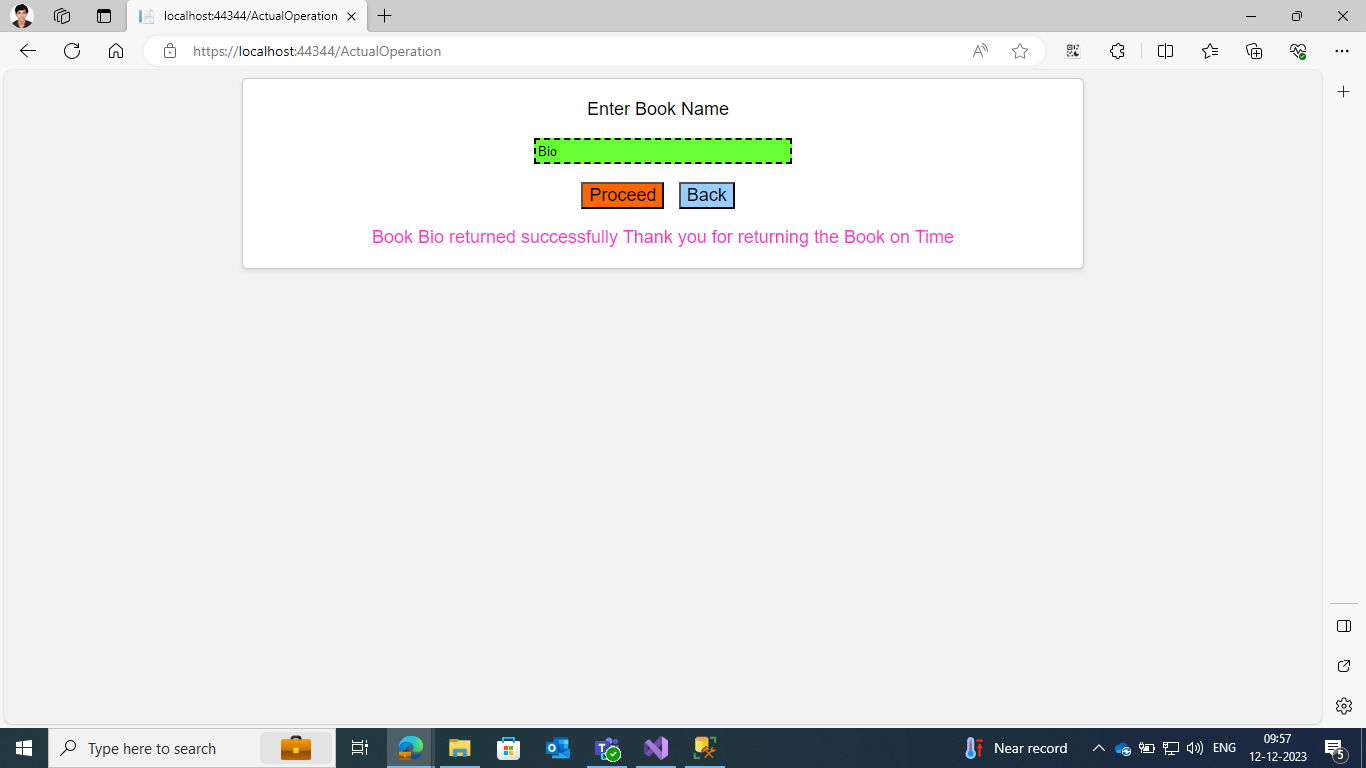 localhost:44344/ActualOperation
https://localhost:44344/ActualOperation
Enter Book Name
Bio
Proceed
Back
Book Bio returned successfully Thank you for returning the Book on Time
Type here to search
Near record
ENG
09:57
12-12-2023
5